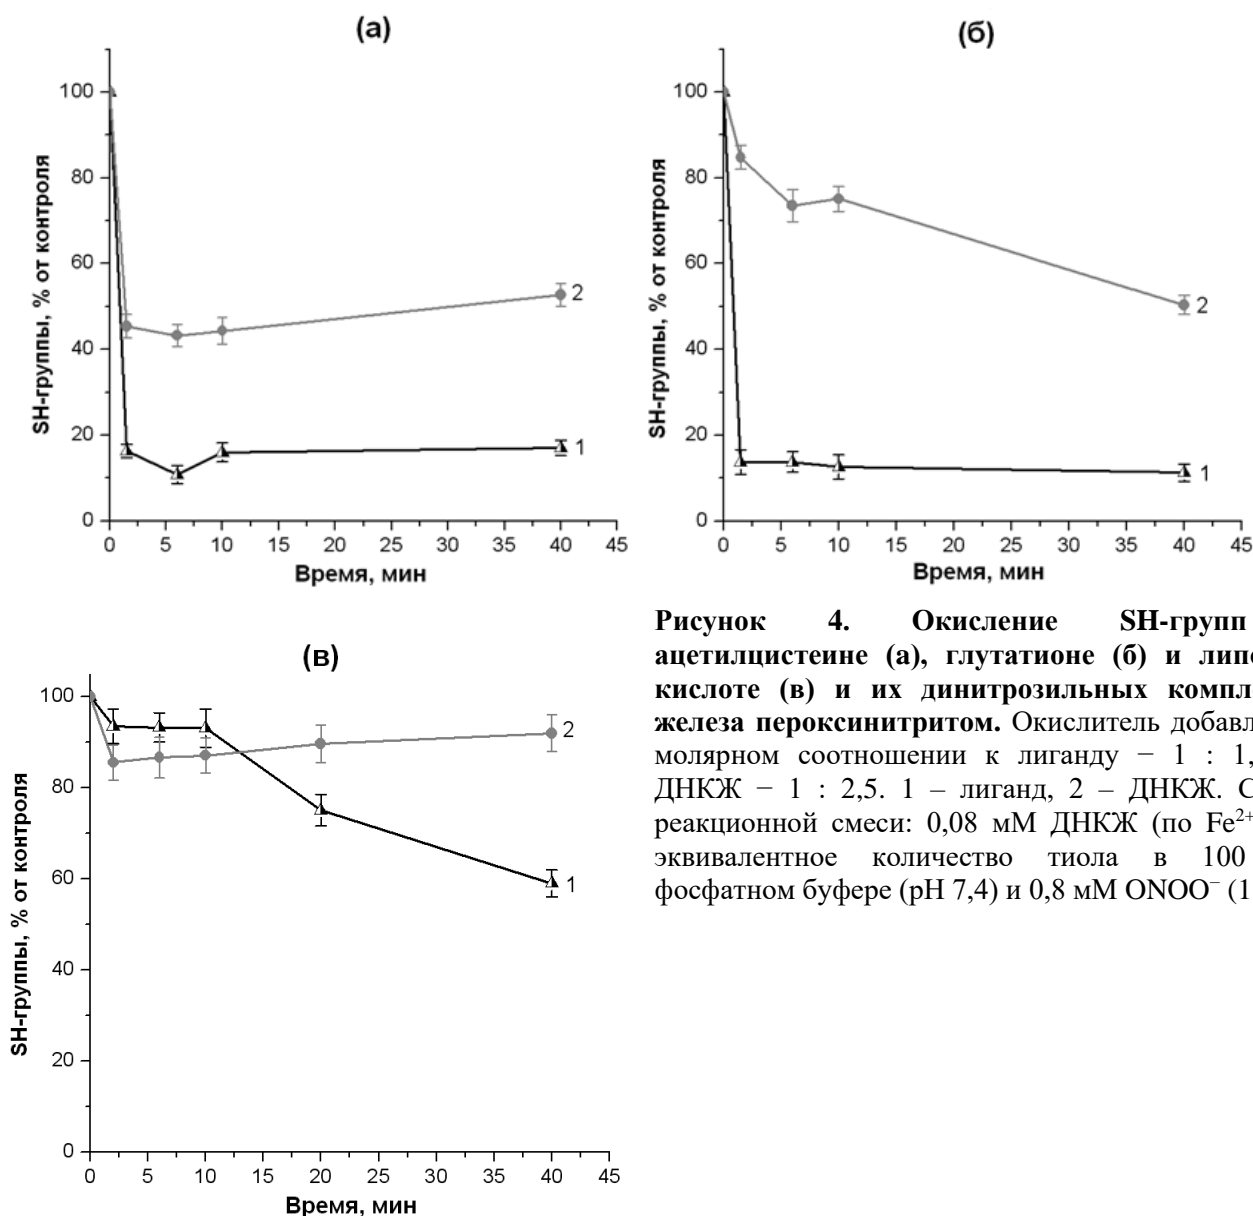 (а)
SH-группы, % от контроля
100
80
60
40
20
0
2
1
0 5 10 15 20 25 30 35 40 45
Время, мин
(б)
SH-группы, % от контроля
100
80
60
40
20
0
2
1
0 5 10 15 20 25 30 35 40 45
Время, мин
(в)
SH-группы, % от контроля
100
80
60
40
20
0
2
1
0 5 10 15 20 25 30 35 40 45
Время, мин
Рисунок 4. Окисление SH-групп
ацетилцистеине (а), глутатионе (б) и
кислоте (в) и их динитрозильных
железа пероксинитритом. Окислитель
молярном соотношении к лиганду − 1 : 1,
ДНКЖ − 1 : 2,5. 1 – лиганд, 2 – ДНКЖ.
реакционной смеси: 0,08 мМ ДНКЖ (по Fe²⁺
эквивалентное количество тиола в 100
фосфатном буфере (pH 7,4) и 0,8 мМ ONOO⁻ (1